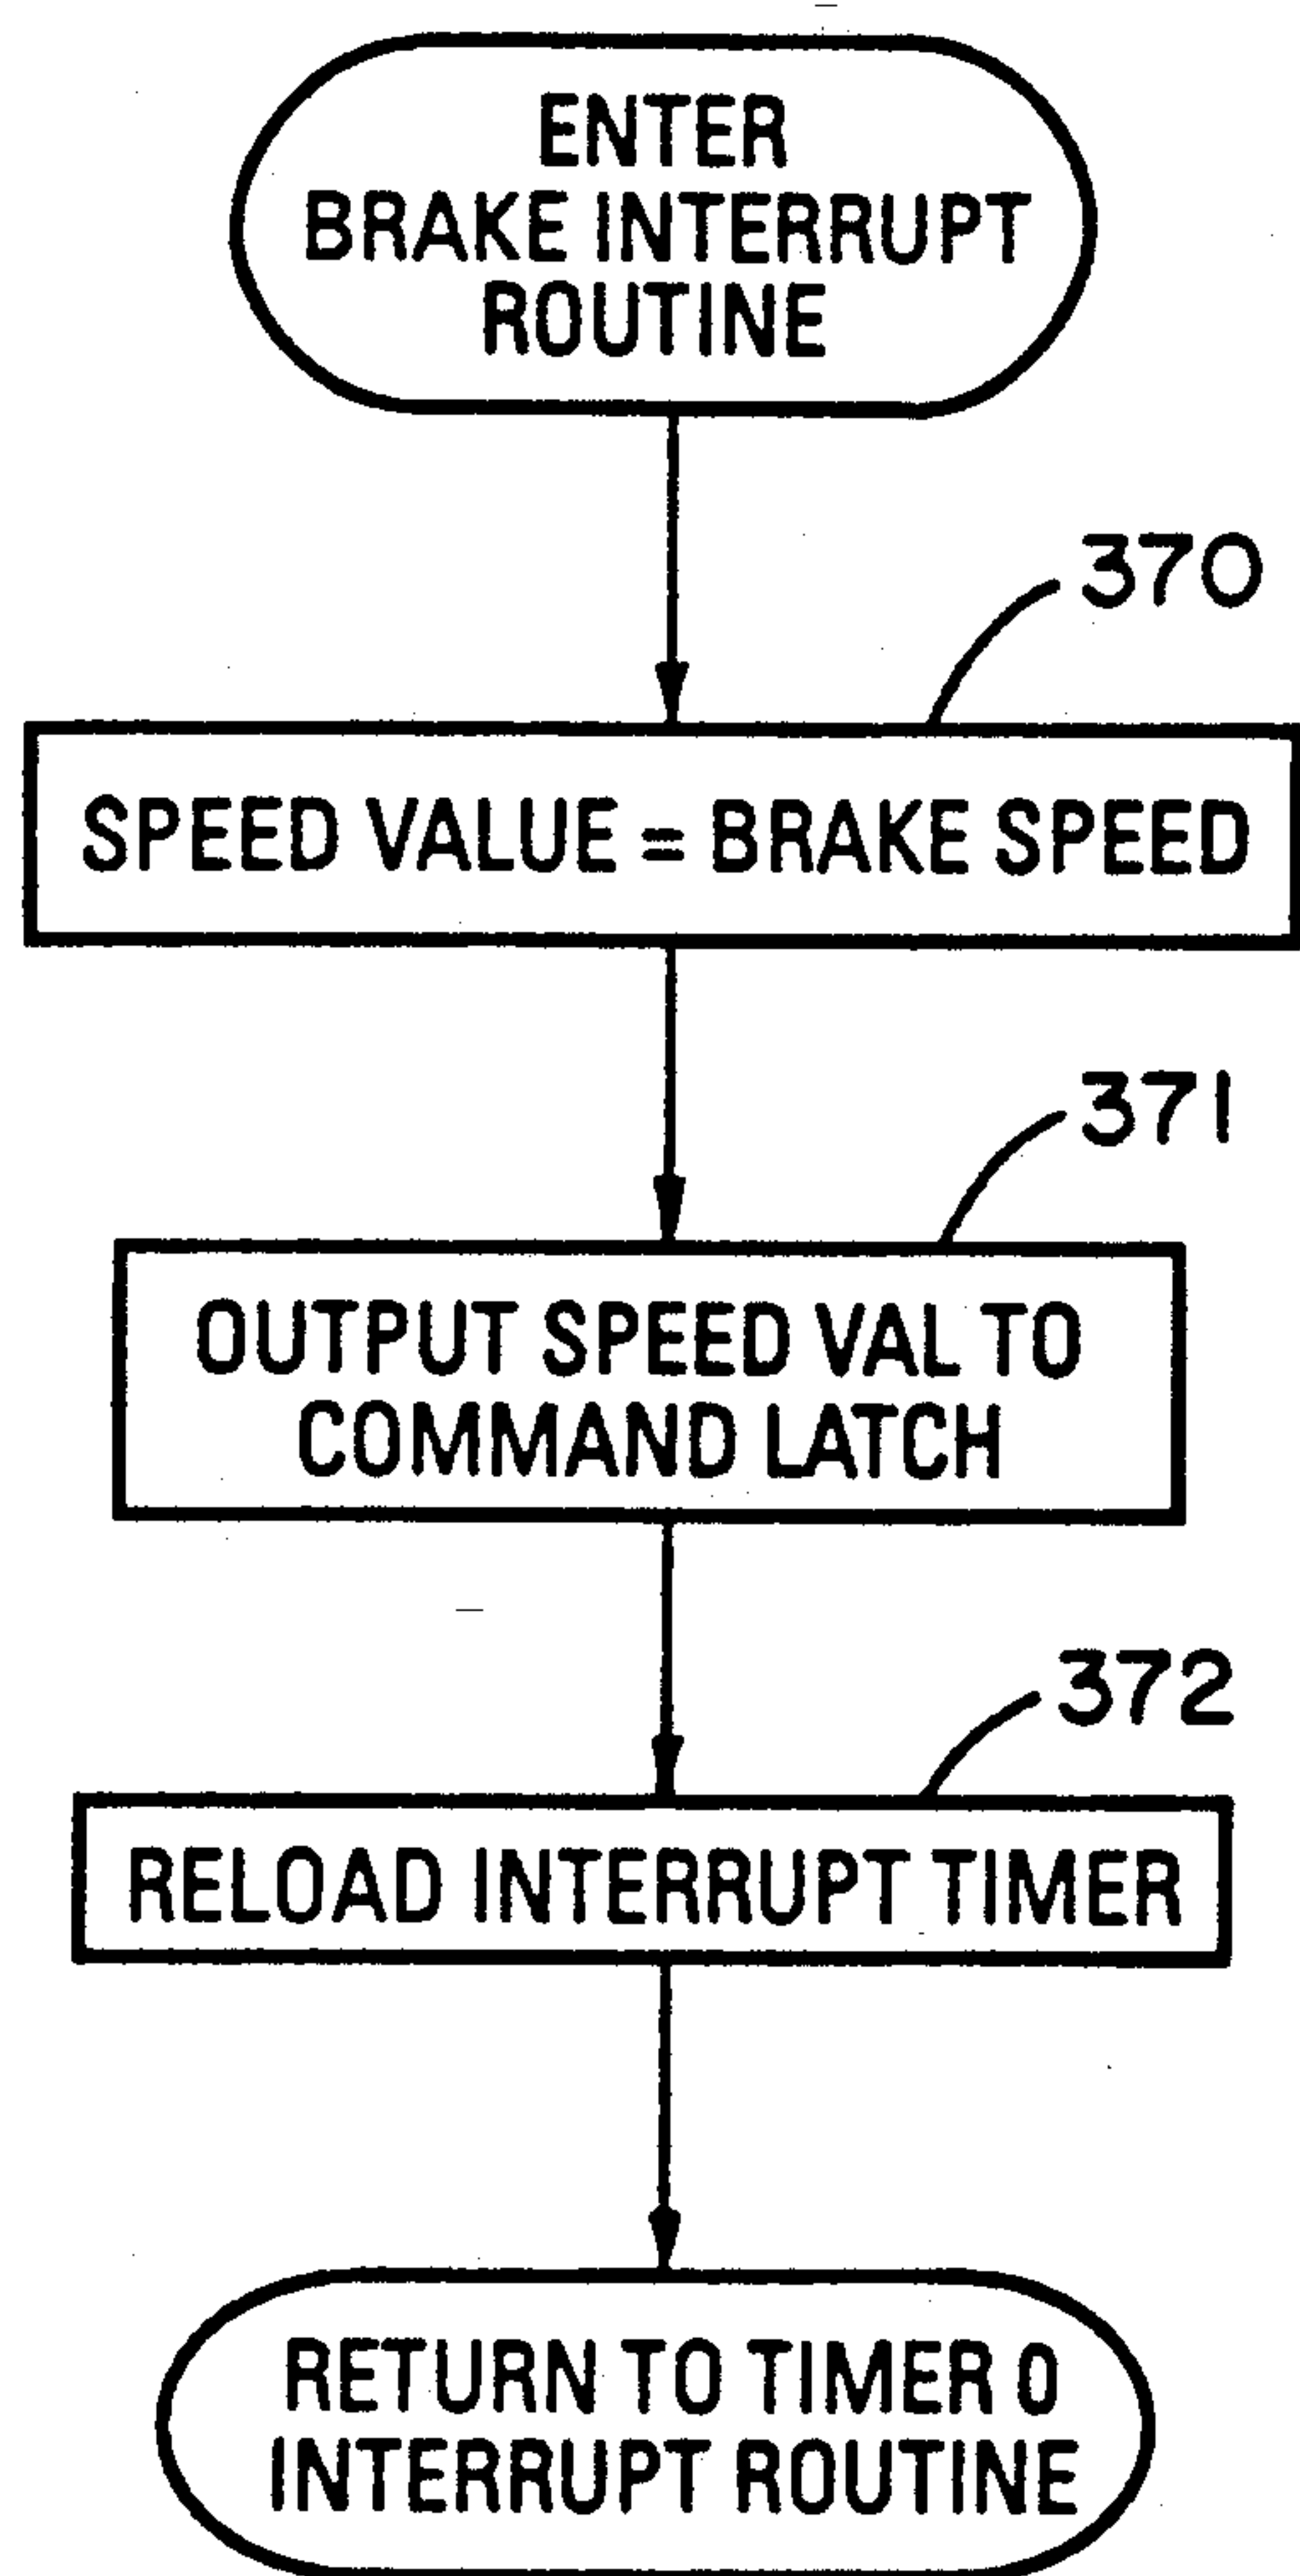 ENTER
BRAKE INTERRUPT
ROUTINE
370
SPEED VALUE = BRAKE SPEED
371
OUTPUT SPEED VAL TO
COMMAND LATCH
372
RELOAD INTERRUPT TIMER
RETURN TO TIMER 0
INTERRUPT ROUTINE